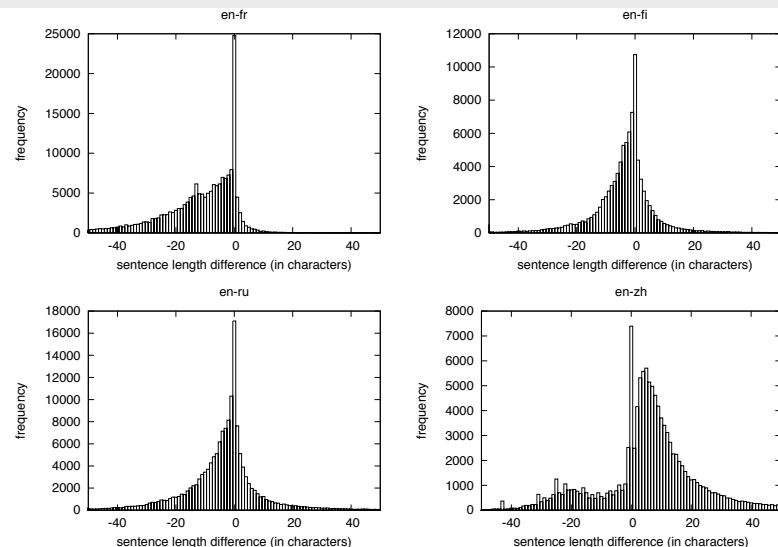 en-fr
25000
20000
15000
10000
5000
0
frequency
-40 -20 0 20 40
sentence length difference (in characters)
en-fi
12000
10000
8000
6000
4000
2000
0
frequency
-40 -20 0 20 40
sentence length difference (in characters)
en-ru
18000
16000
14000
12000
10000
8000
6000
4000
2000
0
frequency
-40 -20 0 20 40
sentence length difference (in characters)
en-zh
8000
7000
6000
5000
4000
3000
2000
1000
0
frequency
-40 -20 0 20 40
sentence length difference (in characters)